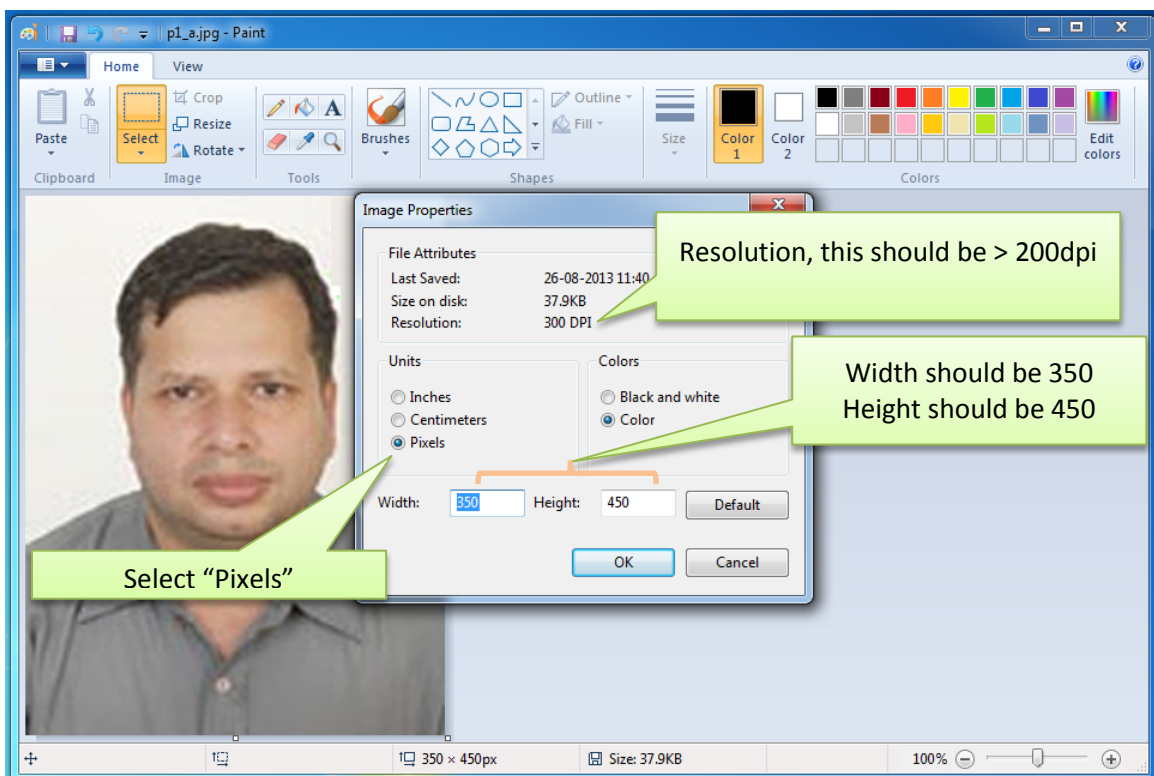 p1_a.jpg - Paint
Home View
Paste
Select
Crop
Resize
Rotate
Brushes
A
Outline
Fill
Size
Color 1
Color 2
Edit colors
Clipboard
Image
Tools
Shapes
Colors
Image Properties
File Attributes
Last Saved: 26-08-2013 11:40
Size on disk: 37.9KB
Resolution: 300 DPI
Resolution, this should be > 200dpi
Units
Inches
Centimeters
Pixels
Colors
Black and white
Color
Width should be 350
Height should be 450
Width: 350 Height: 450 Default
OK Cancel
Select “Pixels”
350 × 450px
Size: 37.9KB
100%